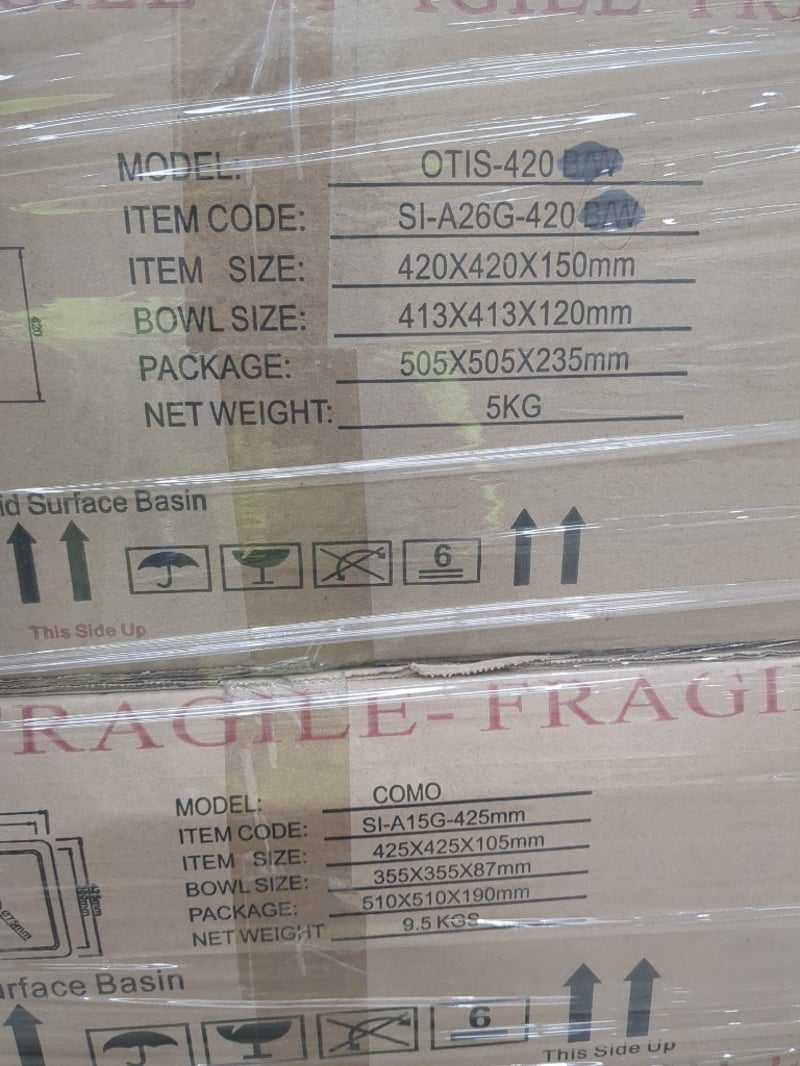 MODEL: OTIS-420 B/W
ITEM CODE: SI-A26G-420 B/W
ITEM SIZE: 420X420X150mm
420
BOWL SIZE: 413X413X120mm
PACKAGE: 505X505X235mm
NET WEIGHT: 5KG
id Surface Basin
6
This Side Up
RAGILE-FRAGI
MODEL: COMO
ITEM CODE: SI-A15G-425mm
ITEM SIZE: 425X425X105mm
BOWL SIZE: 355X355X87mm
PACKAGE: 510X510X190mm
NET WEIGHT 9.5 KGS
rface Basin
6
This Side Up